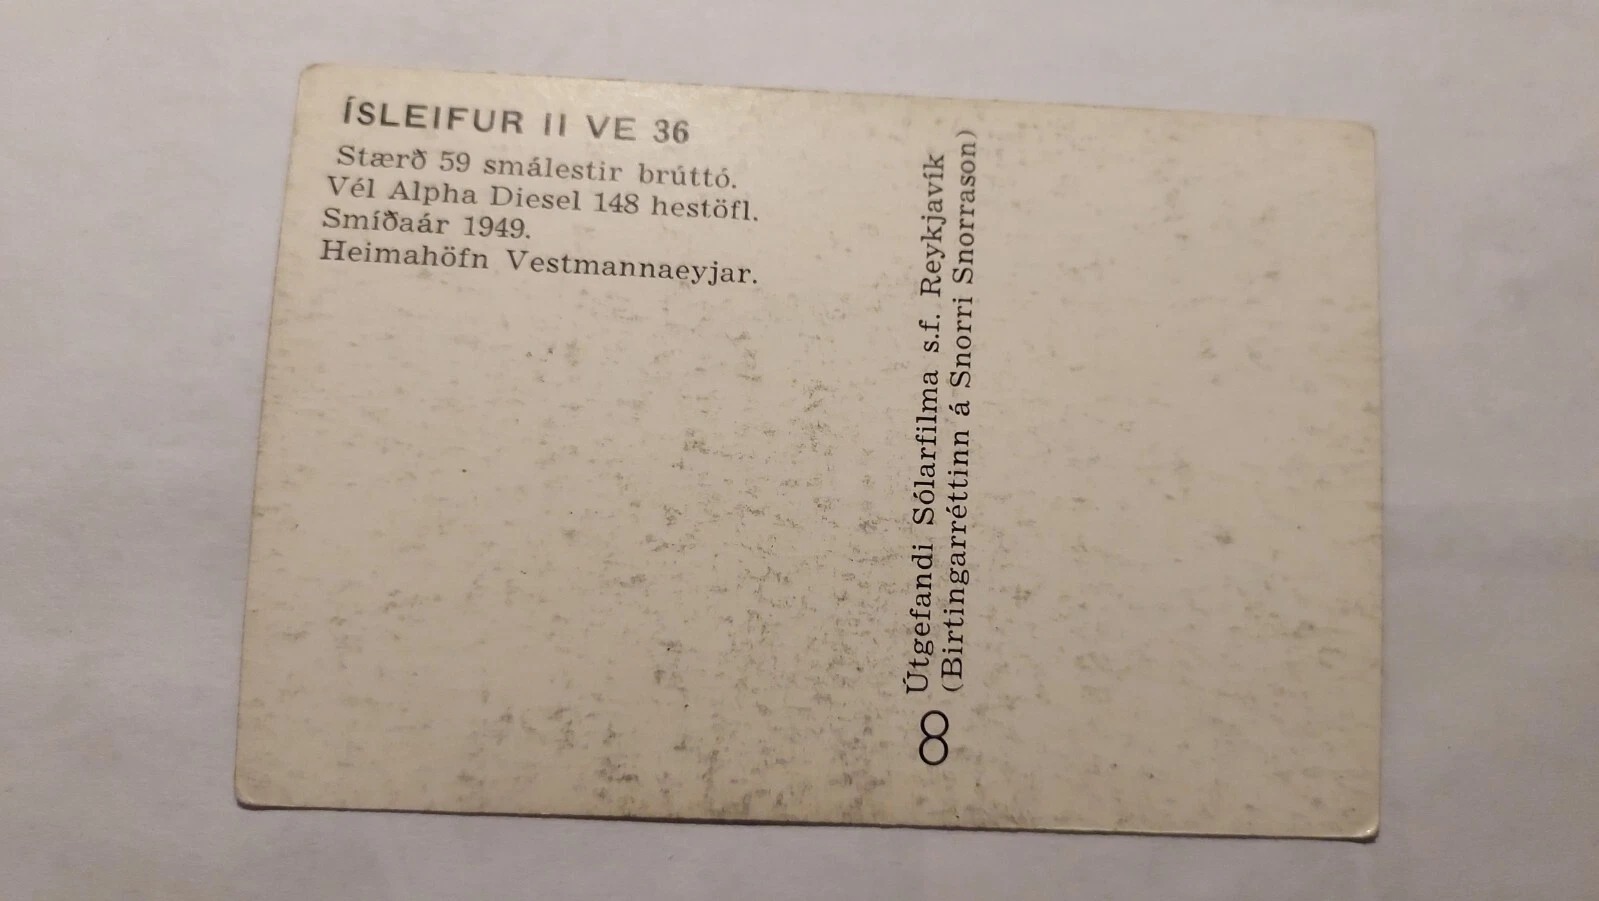 ÍSLEIFUR II VE 36
Stærð 59 smálestir brúttó.
Vél Alpha Diesel 148 hestöfl.
Smíðaár 1949.
Heimahöfn Vestmannaeyjar.
Útgefandi Sólarfilma s.f. Reykjavík
(Birtingarréttinn á Snorri Snorrason)